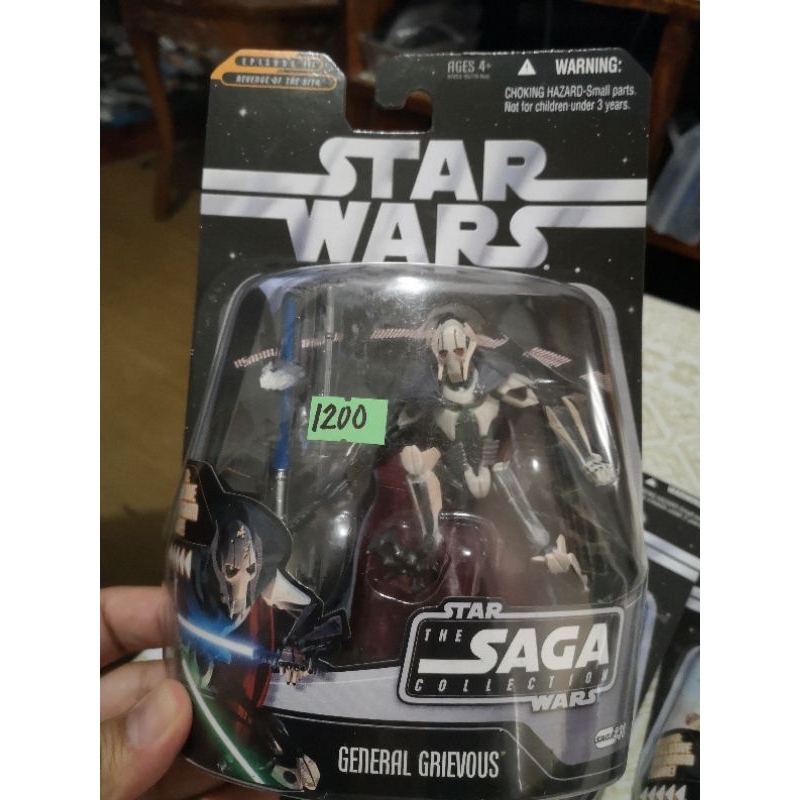 EPISODE III
REVENGE OF THE SITH
AGES 4+
WARNING:
CHOKING HAZARD-Small parts.
Not for children under 3 years.
STAR
WARS
1200
STAR
THE
SAGA
COLLECTION
WARS
GENERAL GRIEVOUS